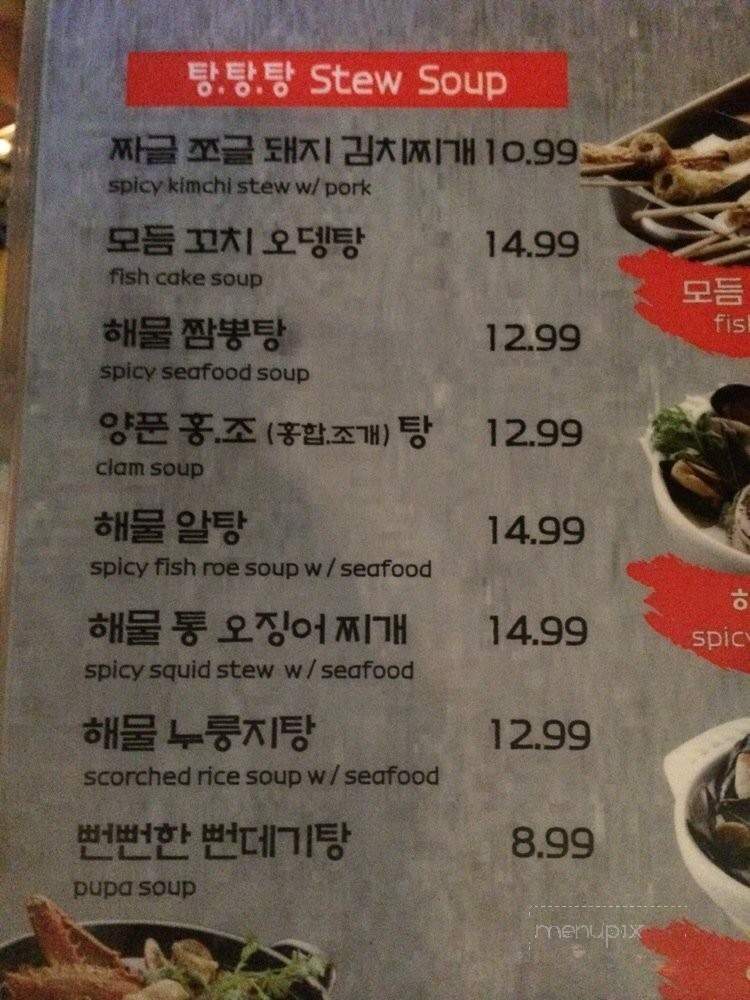 탕.탕.탕 Stew Soup
짜글 쪼글 돼지 김치찌개 10.99
spicy kimchi stew w/ pork
모듬 꼬치 오뎅탕 14.99
fish cake soup
해물 짬뽕탕 12.99
spicy seafood soup
양푼 홍.조 (홍합.조개) 탕 12.99
clam soup
해물 알탕 14.99
spicy fish roe soup w / seafood
해물 통 오징어 찌개 14.99
spicy squid stew w / seafood
해물 누룽지탕 12.99
scorched rice soup w / seafood
뻔뻔한 뻔데기탕 8.99
pupa soup
모듬
fish
spicy
menupix